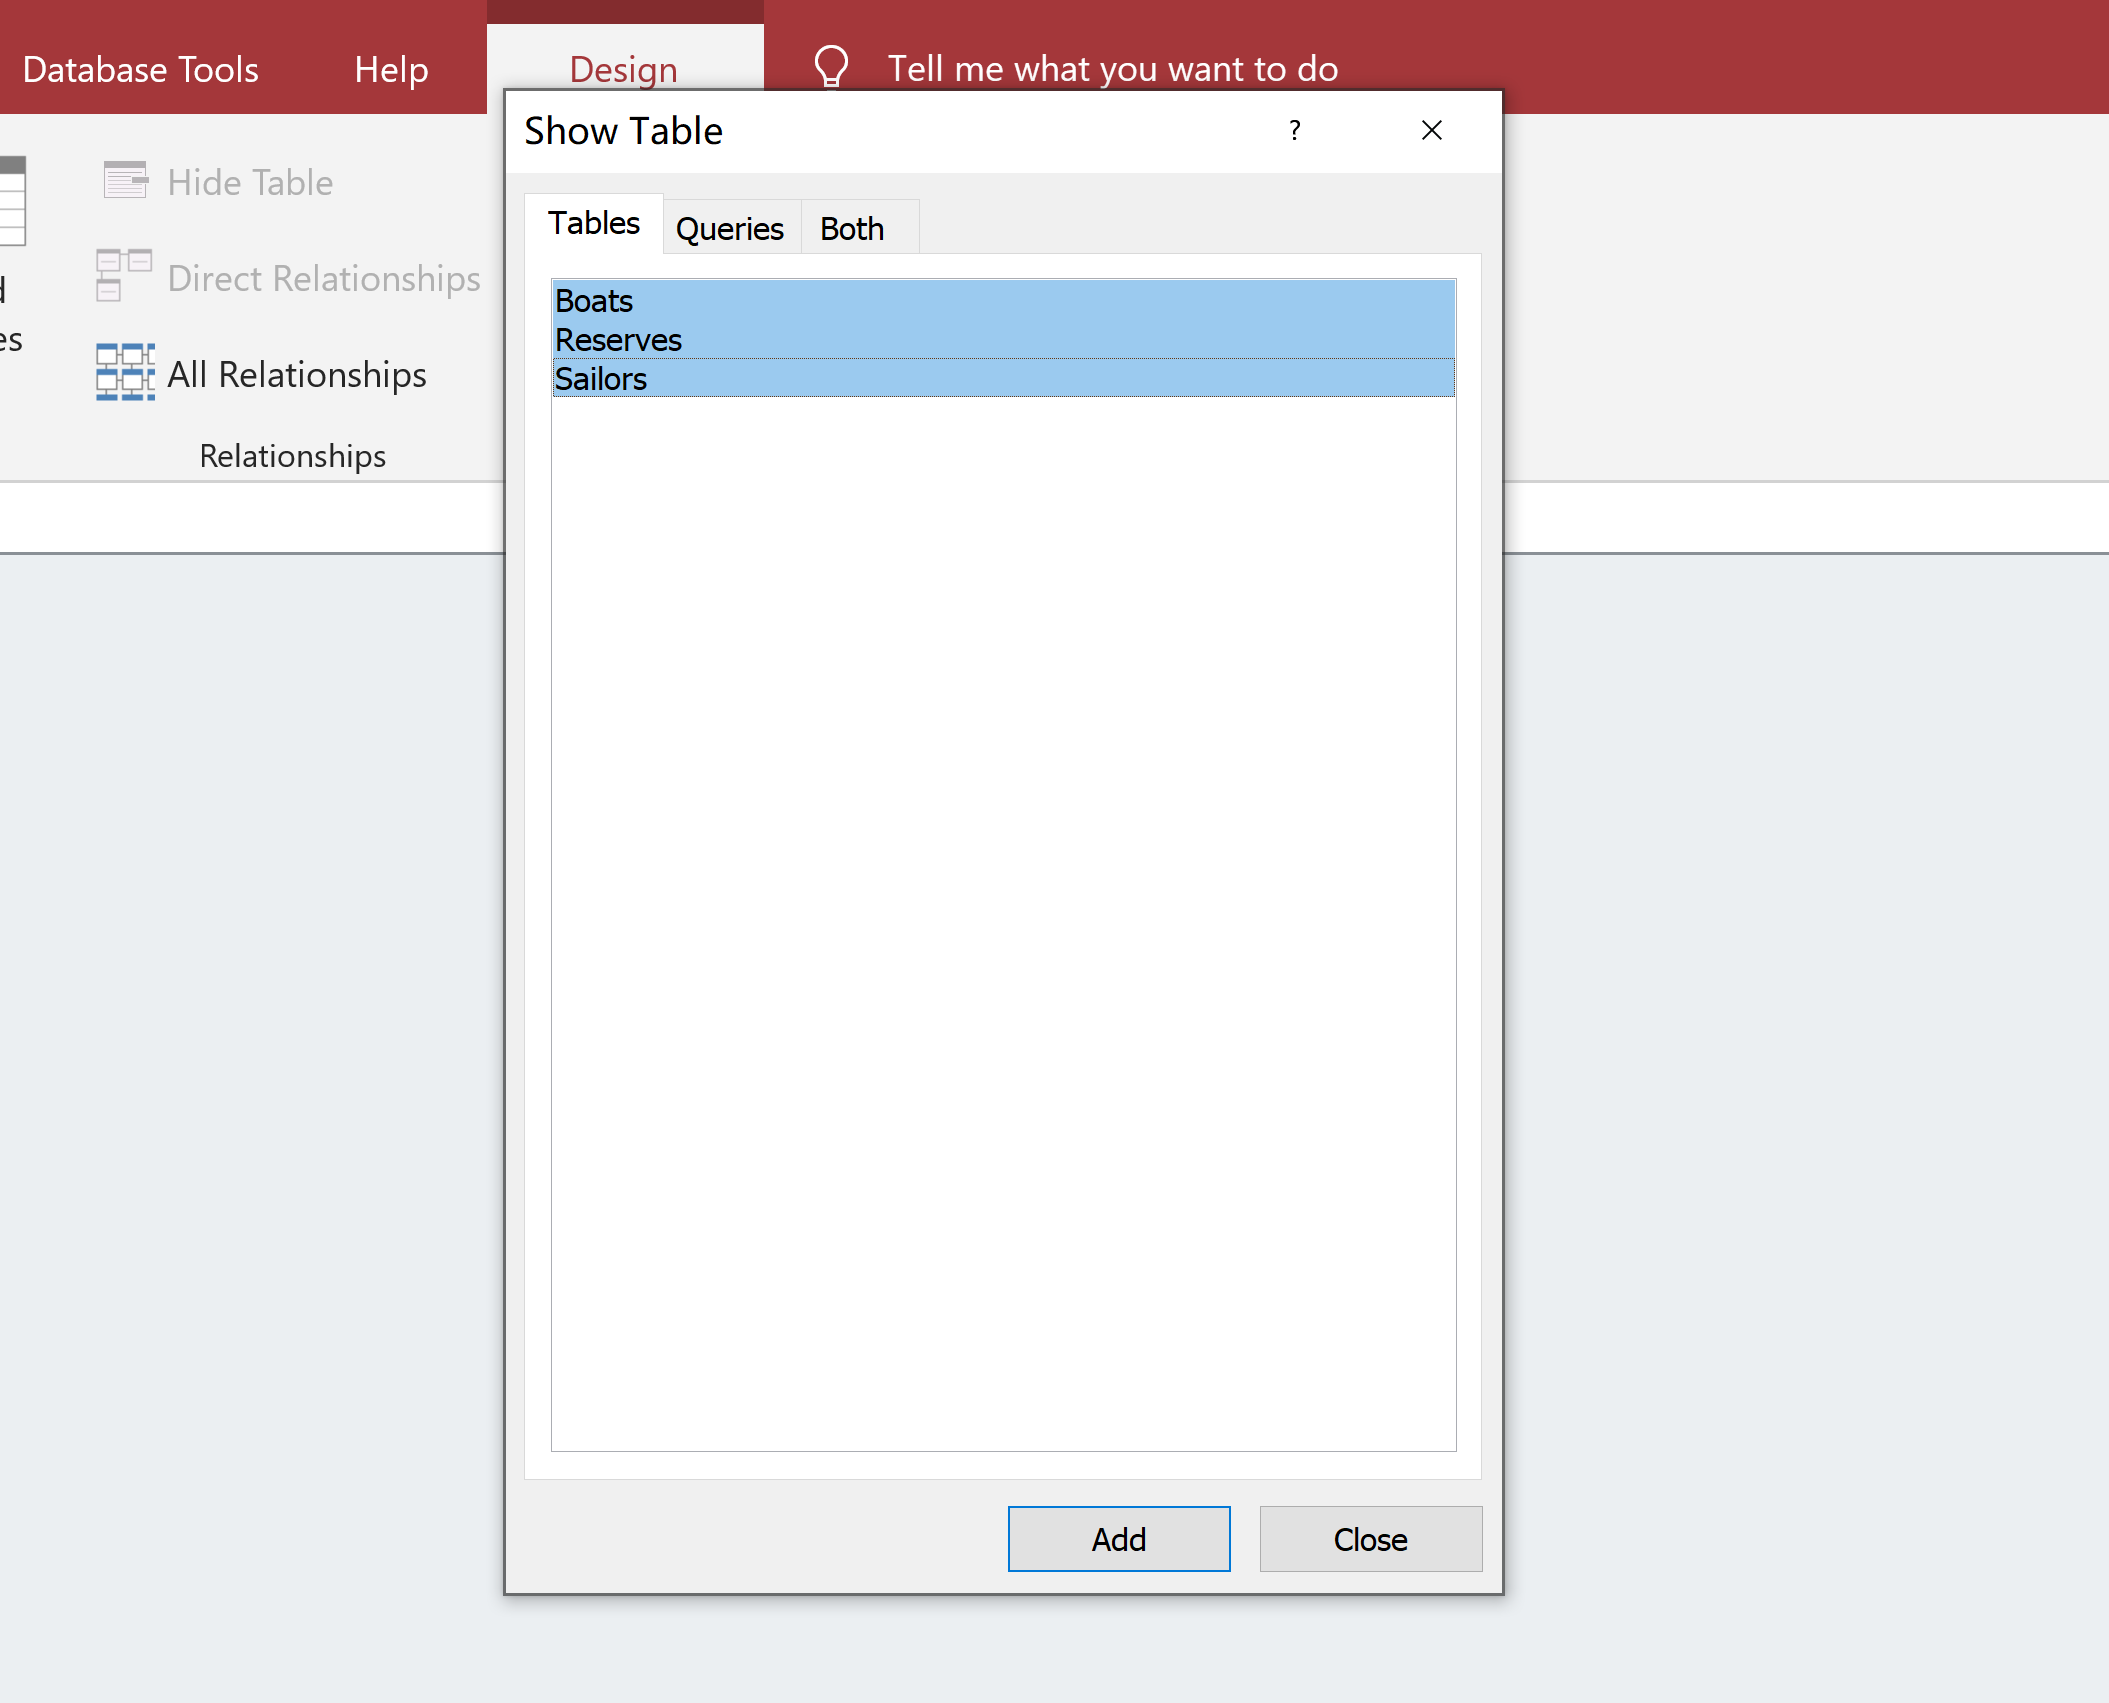 Database Tools
Help
Design
Tell me what you want to do
Show Table
?
Hide Table
Direct Relationships
All Relationships
Relationships
es
Tables
Queries
Both
Boats
Reserves
Sailors
Add
Close